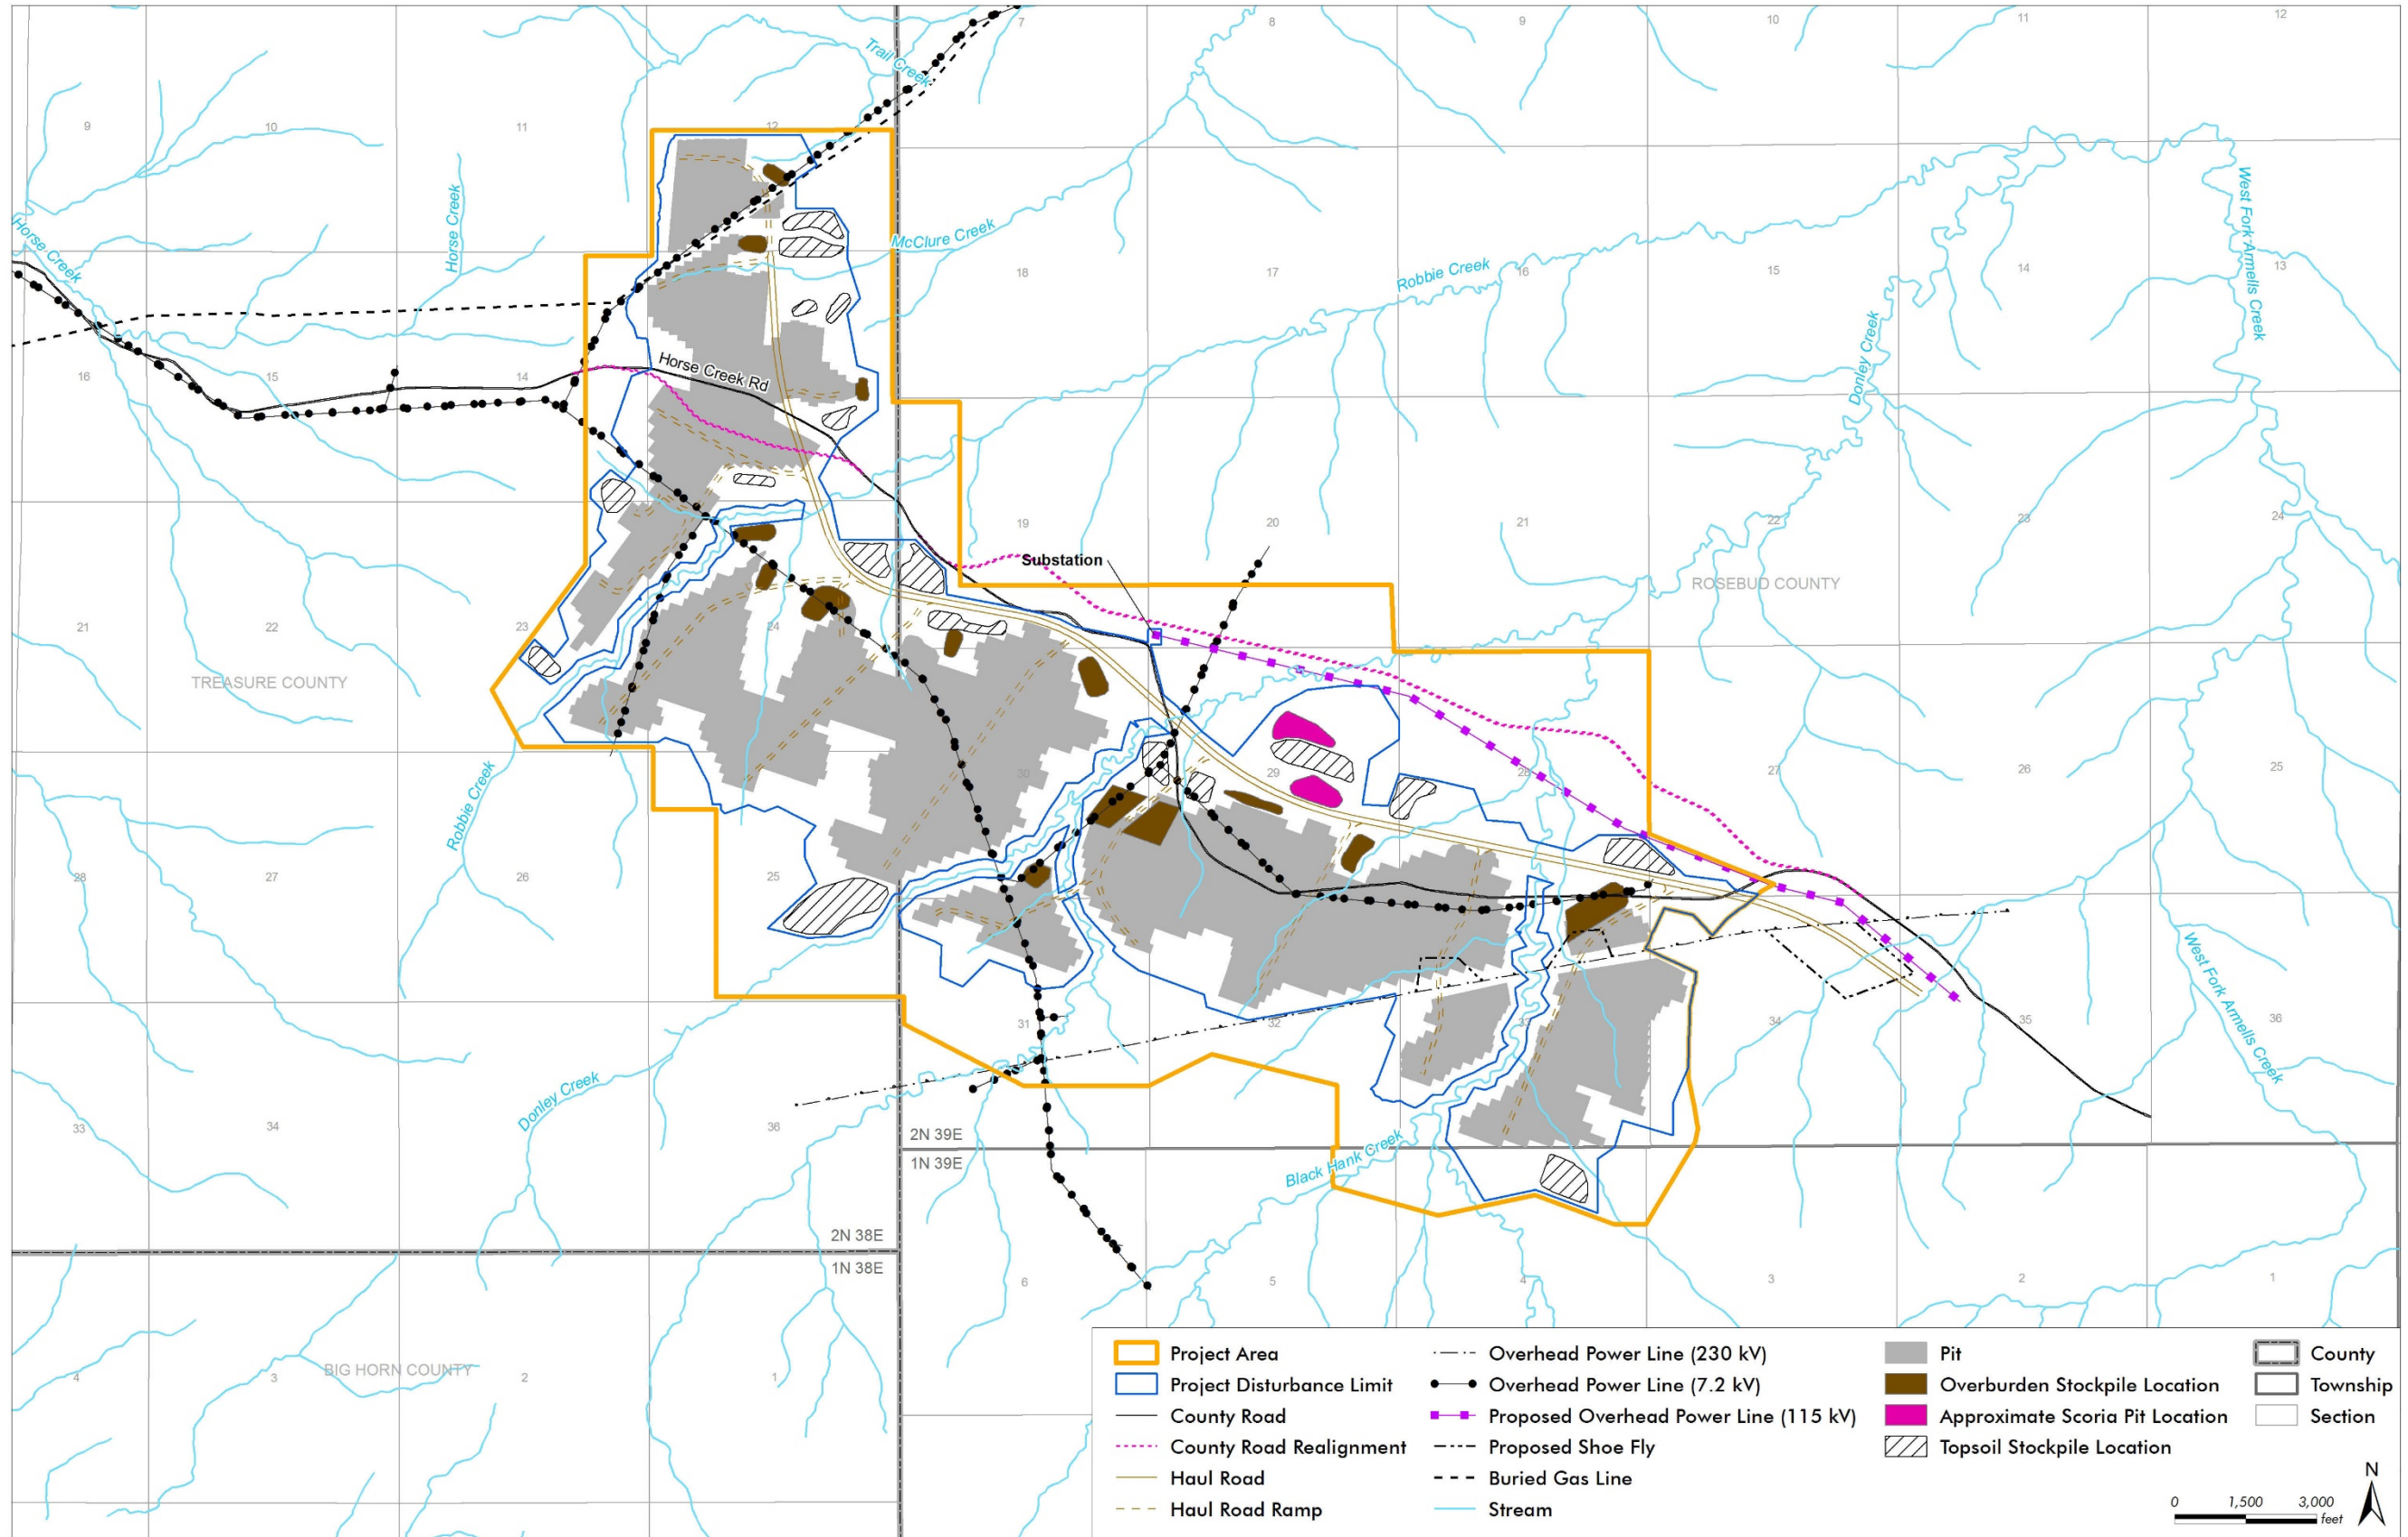 7
8
9
10
11
12
Trail Creek
9
10
11
12
Horse Creek
Horse Creek
McClure Creek
18
17
Robbie Creek
16
15
14
13
West Fork Armells Creek
Donley Creek
16
15
14
Horse Creek Rd
19
20
21
22
23
24
Substation
ROSEBUD COUNTY
21
22
23
24
TREASURE COUNTY
30
29
28
27
26
25
Robbie Creek
28
27
26
25
West Fork Armells Creek
31
32
33
34
35
36
Donley Creek
33
34
36
2N 39E
1N 39E
Black Hank Creek
2N 38E
1N 38E
6
5
4
3
2
1
BIG HORN COUNTY
4
3
2
1
Project Area
Project Disturbance Limit
County Road
County Road Realignment
Haul Road
Haul Road Ramp
Overhead Power Line (230 kV)
Overhead Power Line (7.2 kV)
Proposed Overhead Power Line (115 kV)
Proposed Shoe Fly
Buried Gas Line
Stream
Pit
Overburden Stockpile Location
Approximate Scoria Pit Location
Topsoil Stockpile Location
County
Township
Section
N
0 1,500 3,000
feet